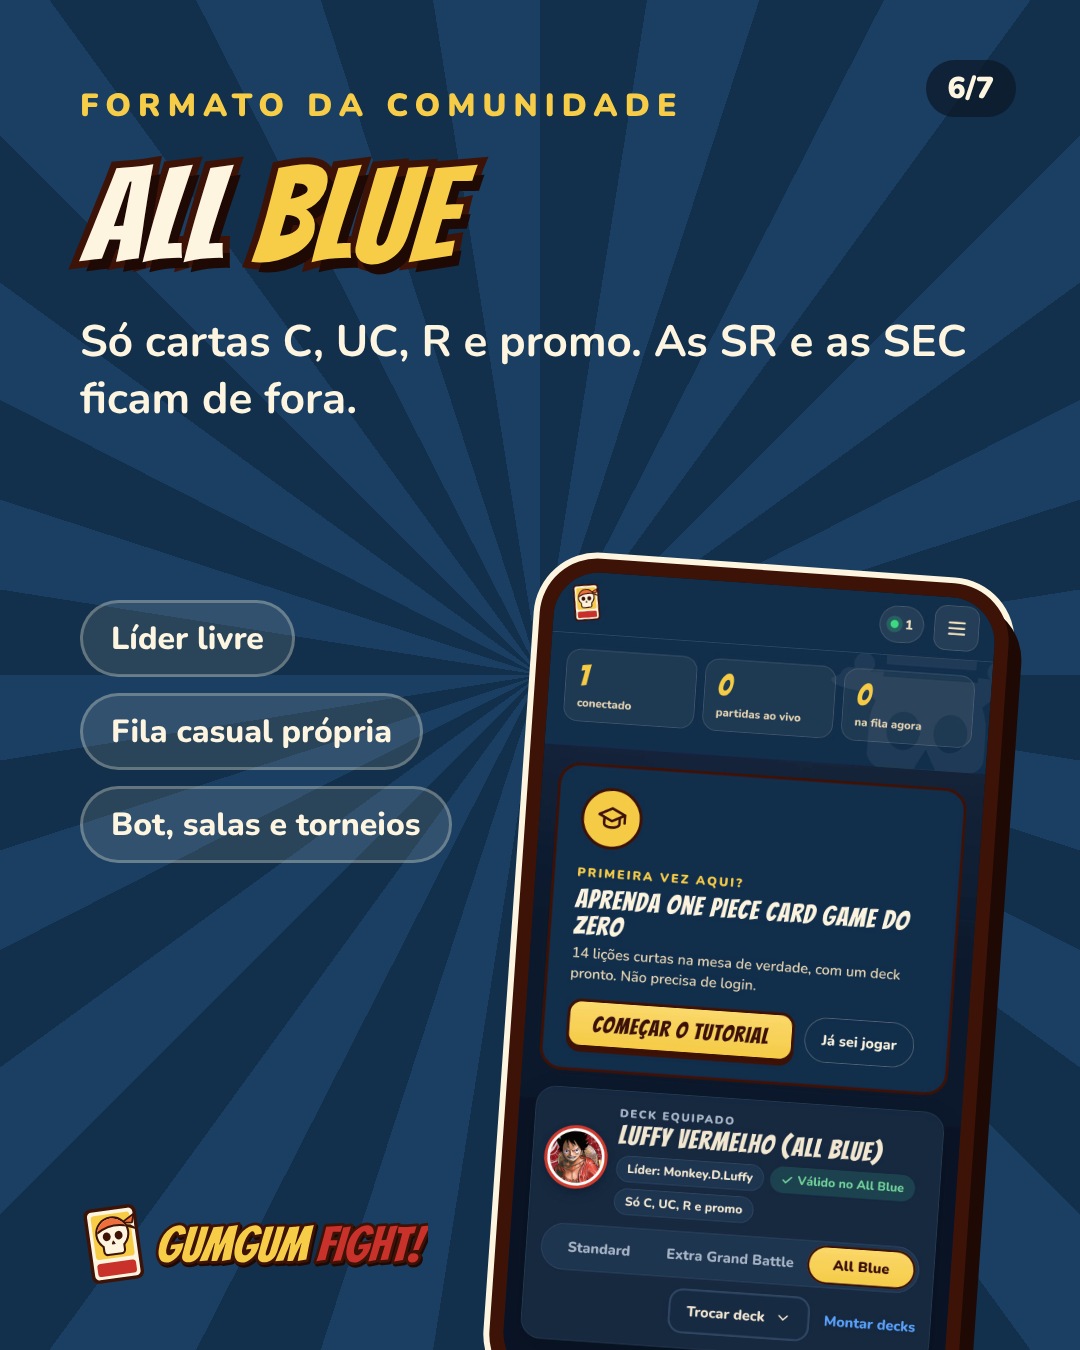 FORMATO DA COMUNIDADE
6/7
ALL BLUE
Só cartas C, UC, R e promo. As SR e as SEC
ficam de fora.
Líder livre
Fila casual própria
Bot, salas e torneios
1
1
conectado
0
partidas ao vivo
0
na fila agora
PRIMEIRA VEZ AQUI?
APRENDA ONE PIECE CARD GAME DO
ZERO
14 lições curtas na mesa de verdade, com um deck
pronto. Não precisa de login.
COMEÇAR O TUTORIAL
Já sei jogar
DECK EQUIPADO
LUFFY VERMELHO (ALL BLUE)
Líder: Monkey.D.Luffy
Válido no All Blue
Só C, UC, R e promo
Standard
Extra Grand Battle
All Blue
Trocar deck
Montar decks
GUMGUM FIGHT!